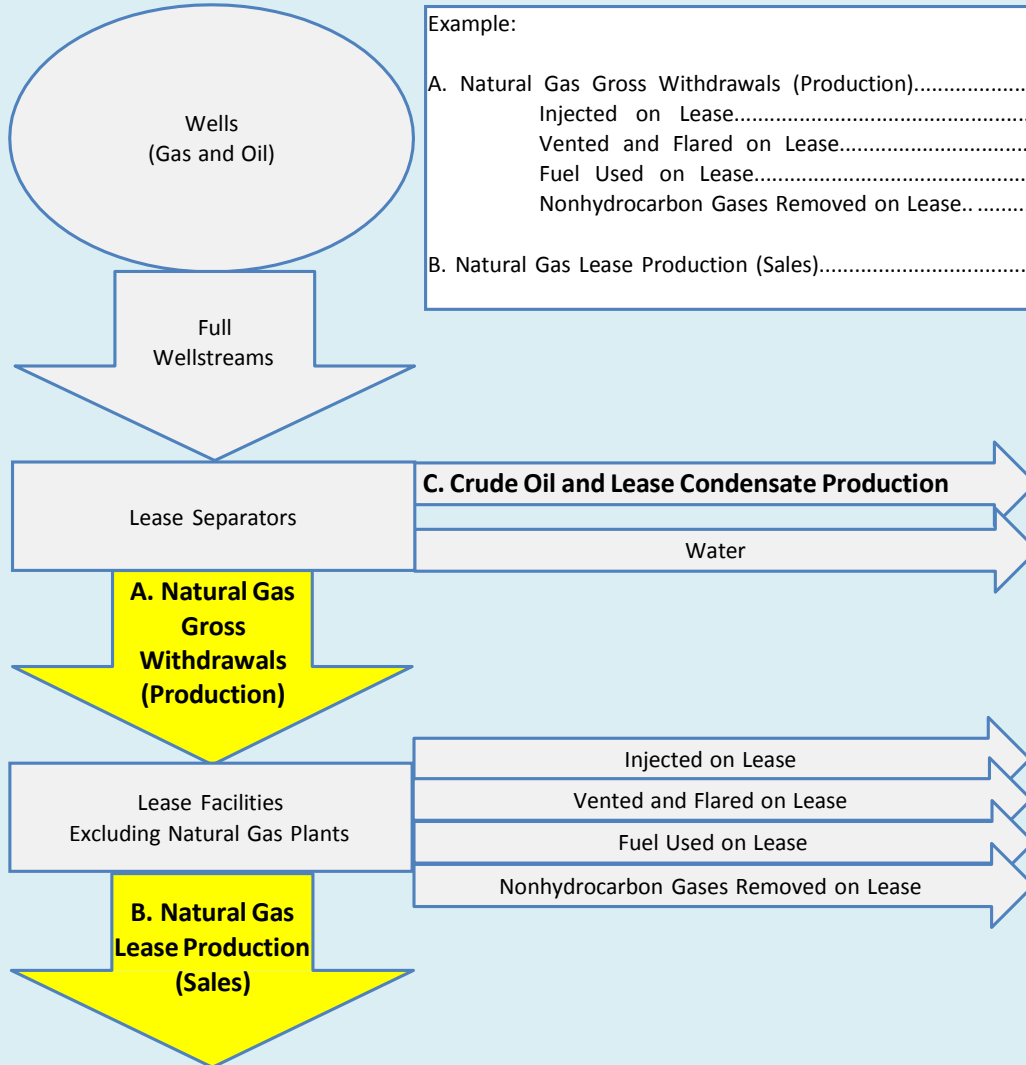 Example:
A. Natural Gas Gross Withdrawals (Production)..................
Injected on Lease.............................................
Vented and Flared on Lease.............................
Fuel Used on Lease..........................................
Nonhydrocarbon Gases Removed on Lease.. ........
B. Natural Gas Lease Production (Sales)................................
Wells
(Gas and Oil)
Full
Wellstreams
Lease Separators
C. Crude Oil and Lease Condensate Production
Water
A. Natural Gas
Gross
Withdrawals
(Production)
Lease Facilities
Excluding Natural Gas Plants
Injected on Lease
Vented and Flared on Lease
Fuel Used on Lease
Nonhydrocarbon Gases Removed on Lease
B. Natural Gas
Lease Production
(Sales)